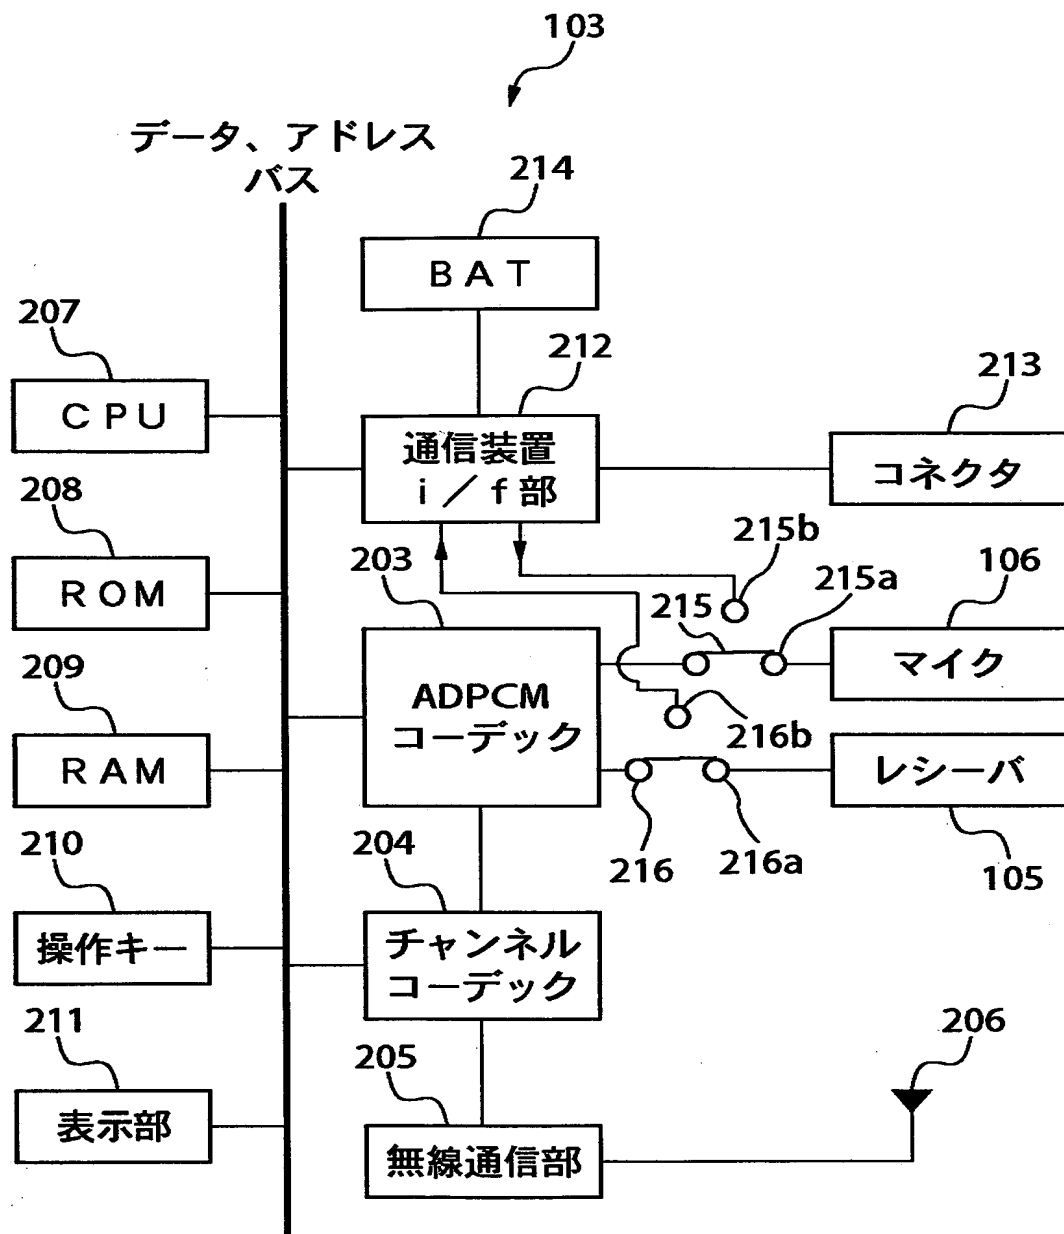 103
データ、アドレス
バス
214
BAT
207
CPU
212
通信装置
i/f部
213
コネクタ
208
ROM
203
ADPCM
コーデック
215b
215
215a
106
マイク
209
RAM
216b
レシーバ
216
216a
105
210
操作キー
204
チャンネル
コーデック
211
表示部
205
無線通信部
206